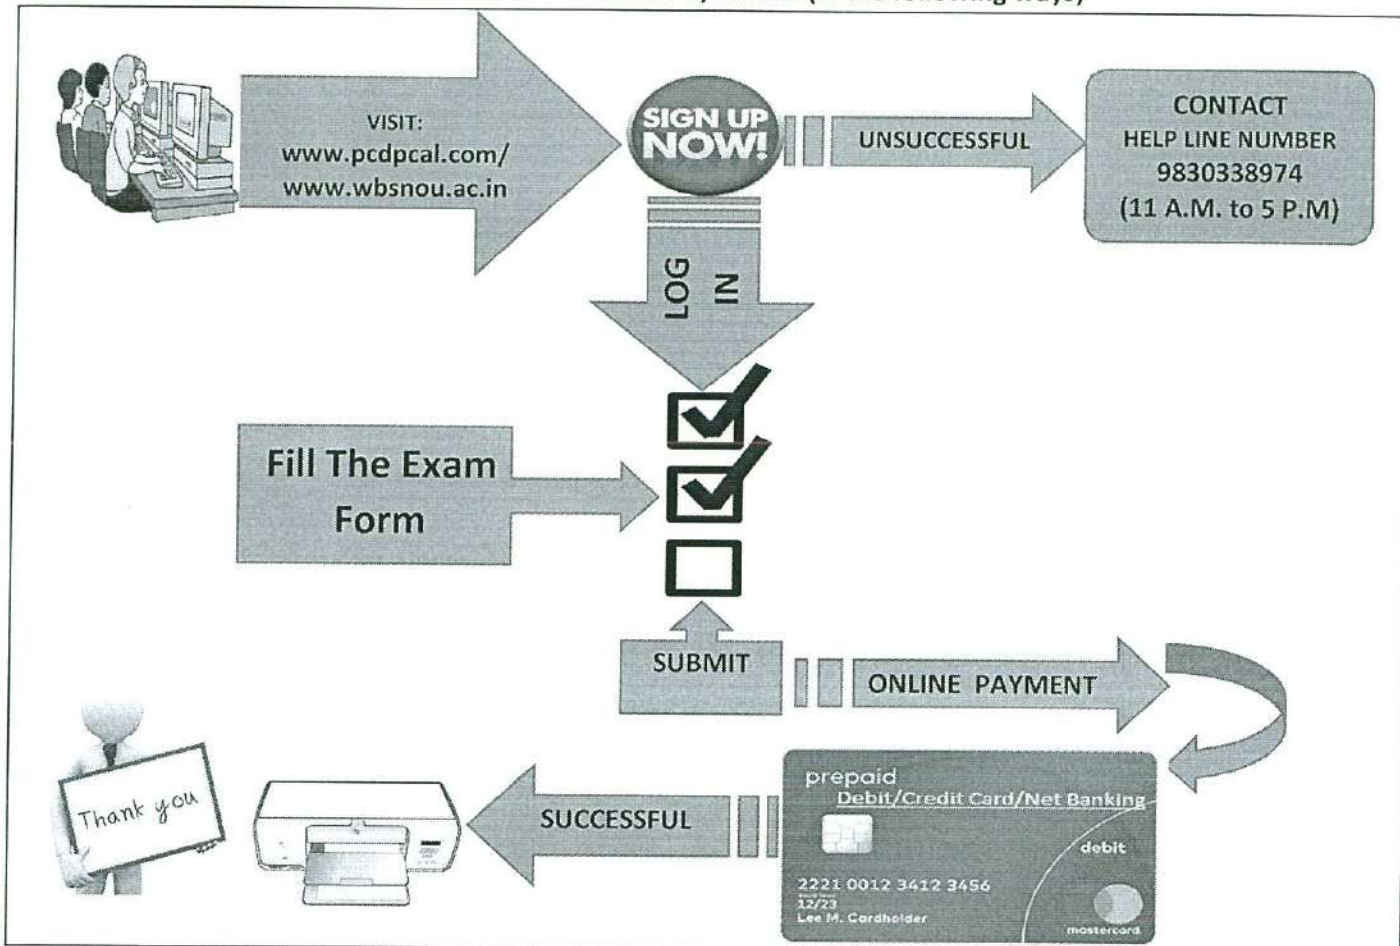 VISIT:
www.pcdpcal.com/
www.wbsnou.ac.in
SIGN UP
NOW!
UNSUCCESSFUL
CONTACT
HELP LINE NUMBER
9830338974
(11 A.M. to 5 P.M)
LOG
IN
Fill The Exam
Form
SUBMIT
ONLINE PAYMENT
prepaid
Debit/Credit Card/Net Banking
debit
2221 0012 3412 3456
12/23
Lee M. Cardholder
mastercard
SUCCESSFUL
Thank you